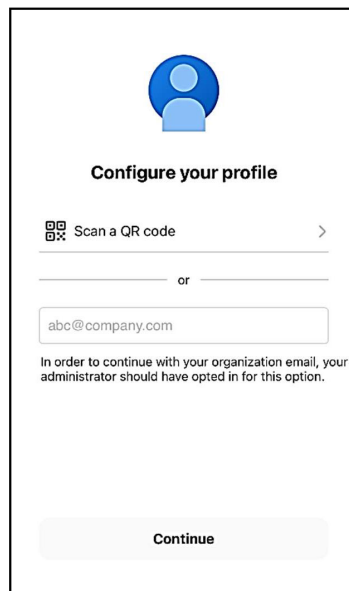 Configure your profile
Scan a QR code
or
abc@company.com
In order to continue with your organization email, your
administrator should have opted in for this option.
Continue